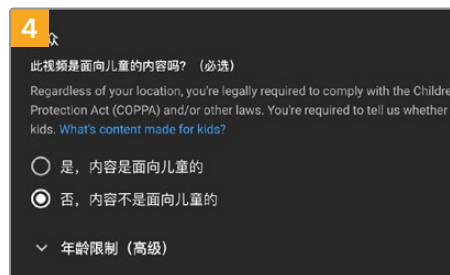 4
众
此视频是面向儿童的内容吗？（必选）
Regardless of your location, you're legally required to comply with the Childre
Protection Act (COPPA) and/or other laws. You're required to tell us whether
kids. What's content made for kids?
是，内容是面向儿童的
否，内容不是面向儿童的
年龄限制（高级）